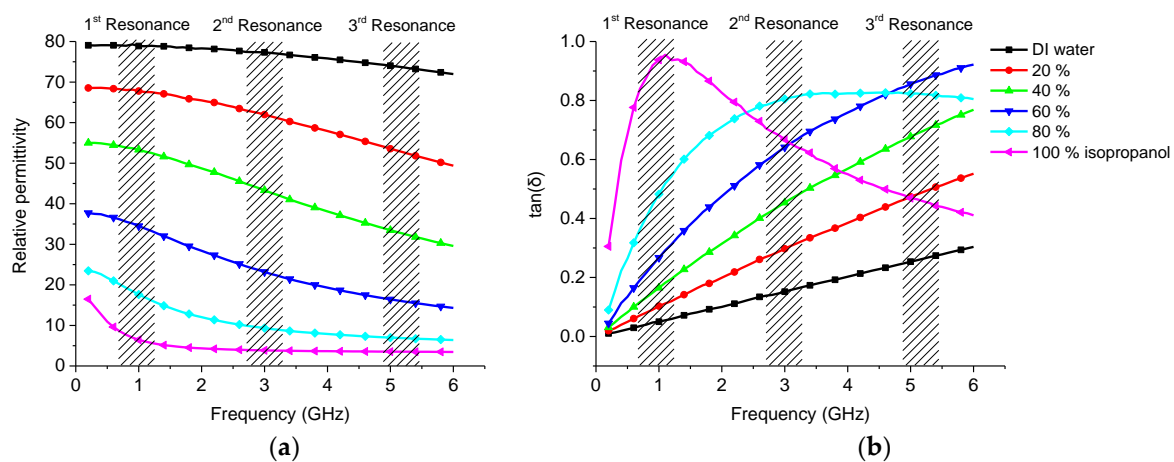 1st Resonance 2nd Resonance 3rd Resonance
80
70
60
50
40
30
20
10
0
Relative permittivity
0 1 2 3 4 5 6
Frequency (GHz)
(a)
1st Resonance 2nd Resonance 3rd Resonance
1.0
0.8
0.6
0.4
0.2
0.0
tan(δ)
0 1 2 3 4 5 6
Frequency (GHz)
(b)
DI water
20 %
40 %
60 %
80 %
100 % isopropanol